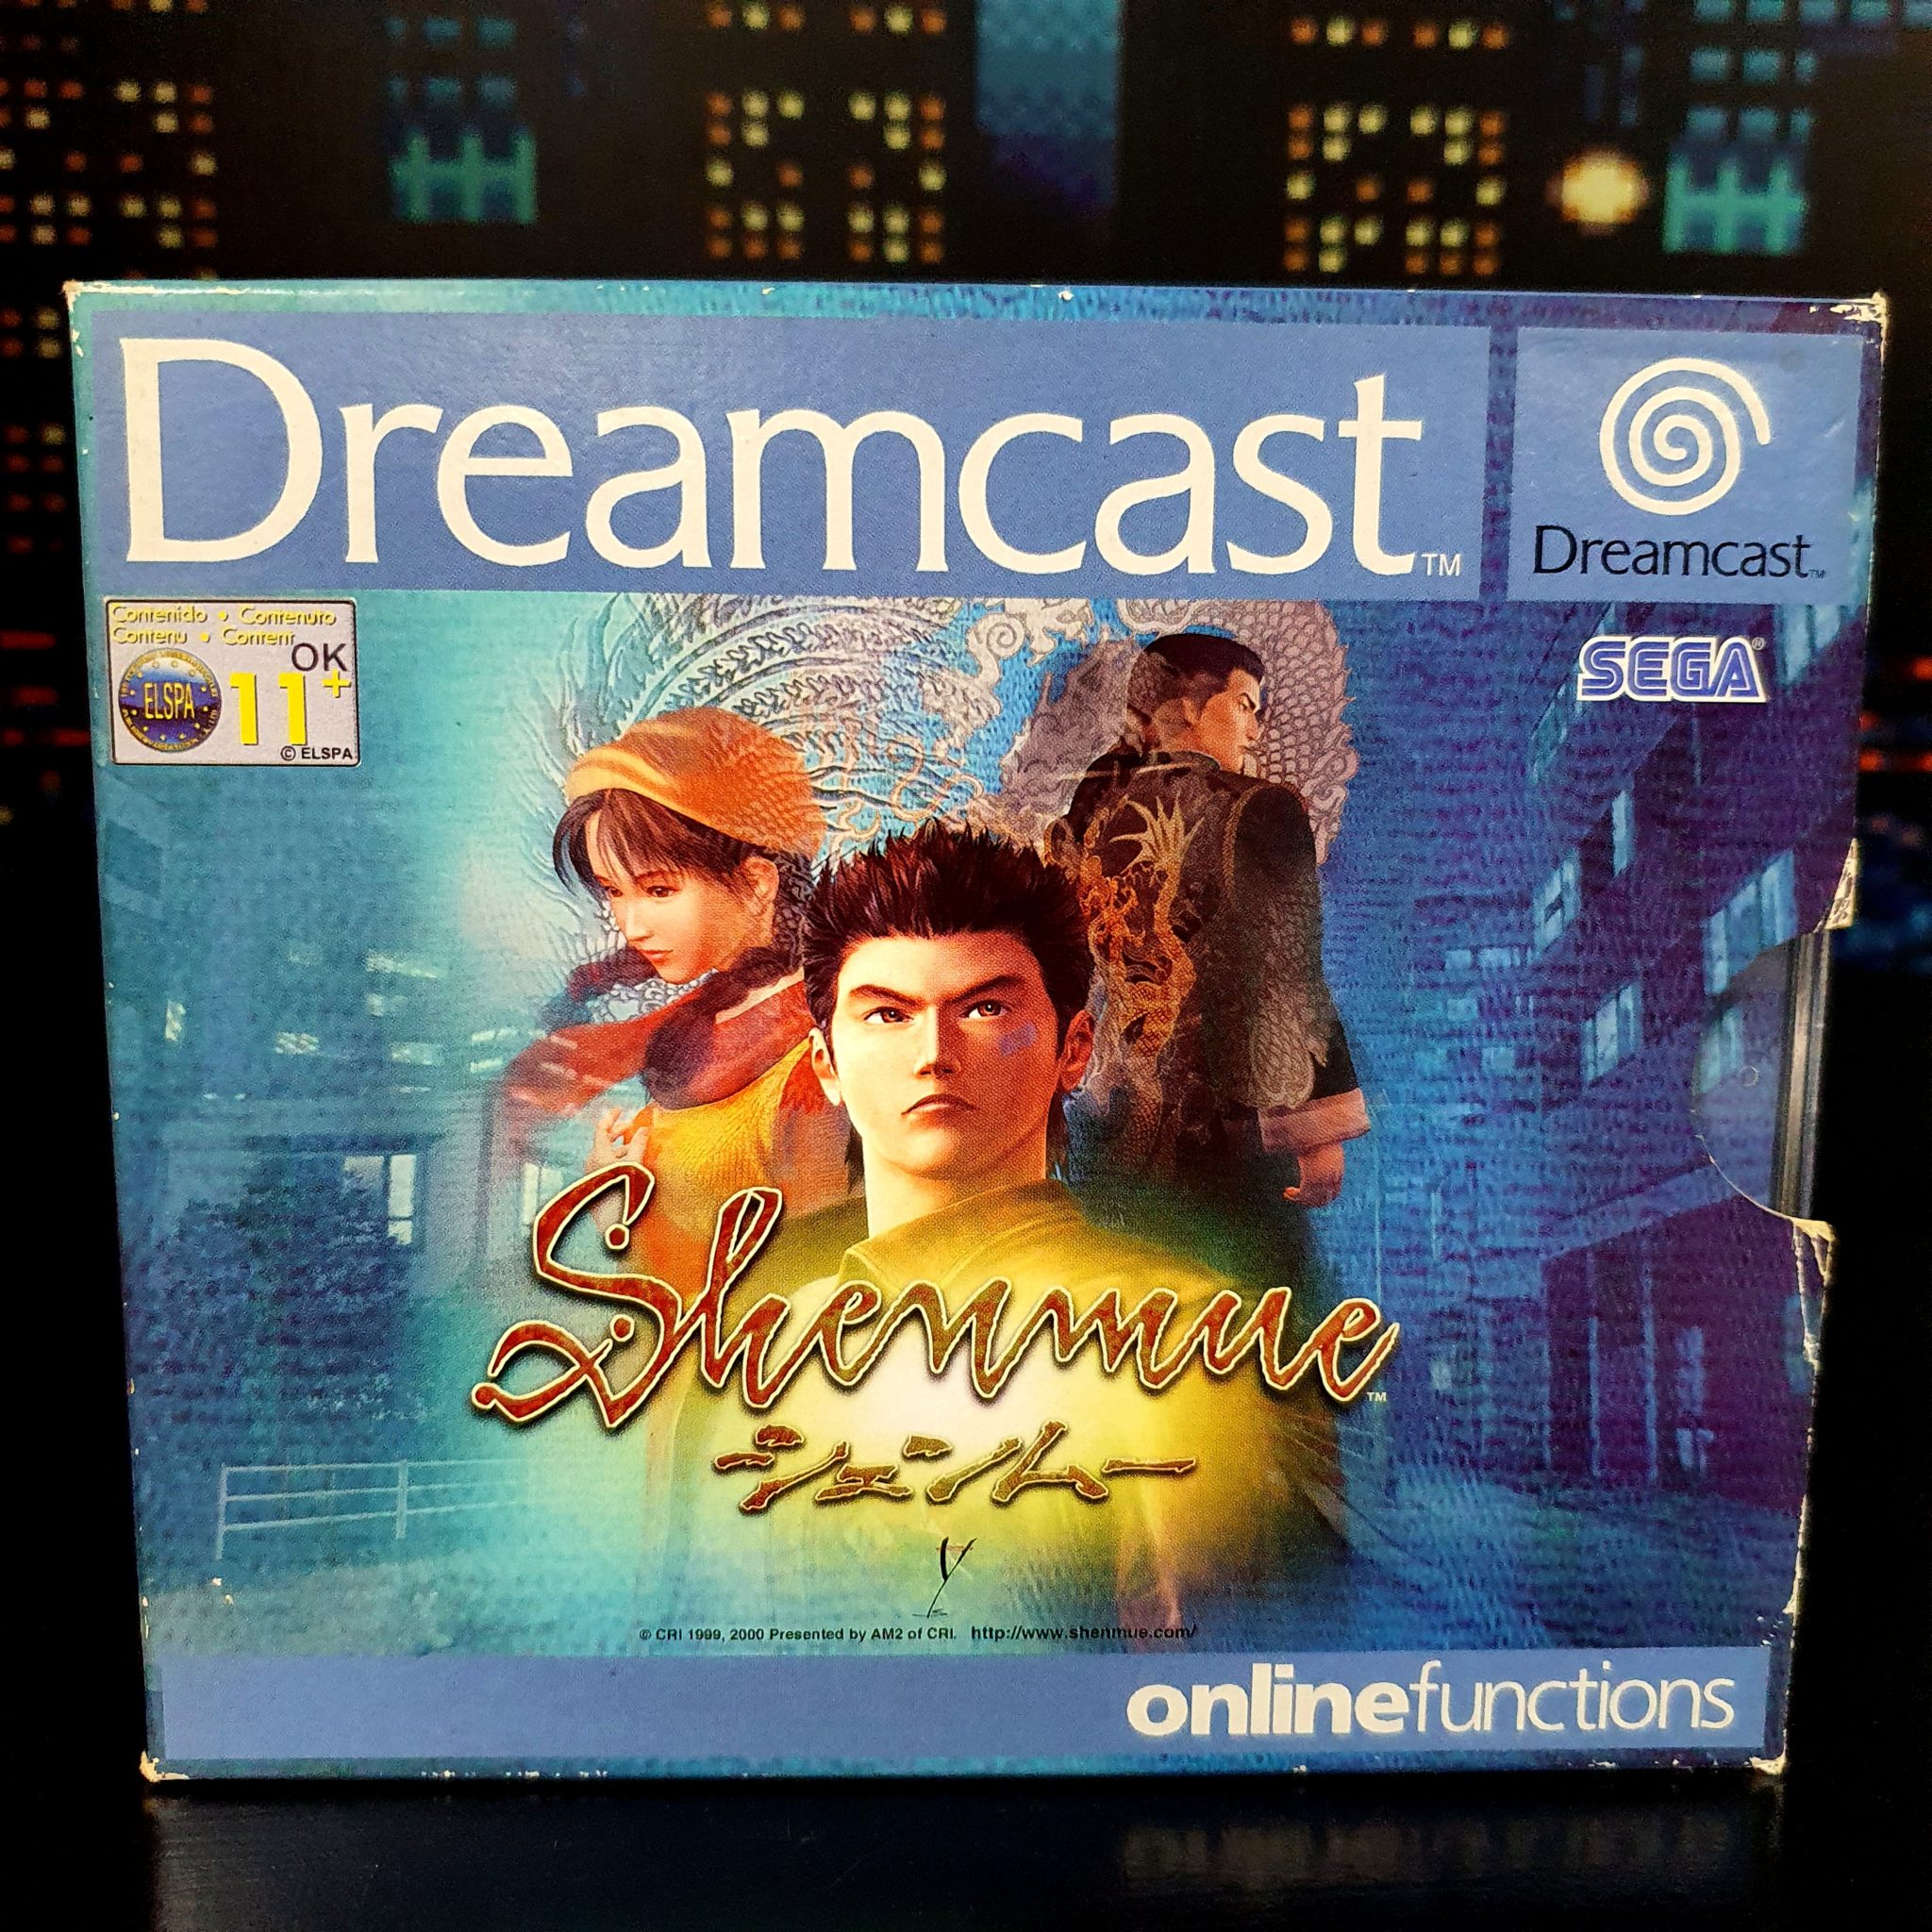 Dreamcast™
Dreamcast™
Contenido • Contenuto
Contenu • Content
OK
ELSPA
11+
© ELSPA
SEGA®
Shenmue™
シェンムー
© CRI 1999, 2000 Presented by AM2 of CRI. http://www.shenmue.com/
onlinefunctions